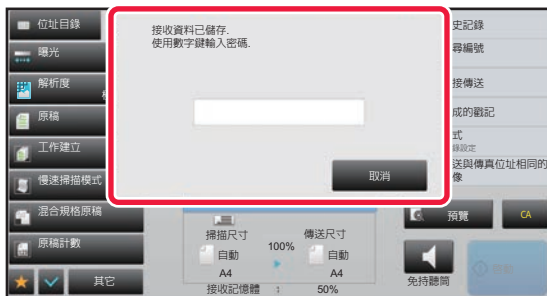 位址目錄
曝光
解析度
原稿
工作建立
慢速掃描模式
混合規格原稿
原稿計數
其它
接收資料已儲存.
使用數字鍵輸入密碼.
取消
史記錄
尋編號
接傳送
成的戳記
式
送與傳真位址相同的
像
預覽
CA
掃描尺寸
傳送尺寸
100%
自動
自動
A4
A4
接收記憶體 : 50%
免持聽筒